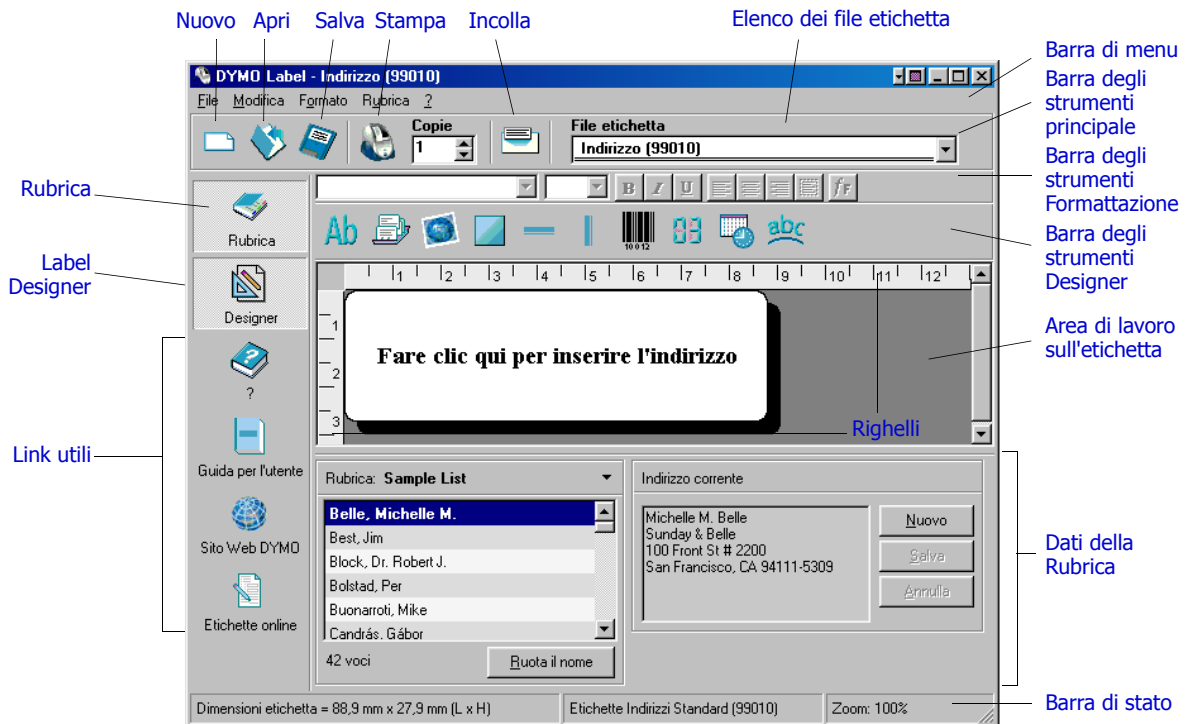 Nuovo Apri Salva Stampa Incolla Elenco dei file etichetta
Barra di menu
Barra degli
strumenti
principale
Barra degli
strumenti
Formattazione
Barra degli
strumenti
Designer
Area di lavoro
sull'etichetta
Righelli
Dati della
Rubrica
Barra di stato
Rubrica
Label
Designer
Link utili
DYMO Label - Indirizzo (99010)
File Modifica Formato Rubrica ?
Copie
1
File etichetta
Indirizzo (99010)
B I U
Ab
10 0 12
abc
1 2 3 4 5 6 7 8 9 10 11 12
1
2
3
Fare clic qui per inserire l'indirizzo
Rubrica
Designer
?
Guida per l'utente
Sito Web DYMO
Etichette online
Rubrica: Sample List
Belle, Michelle M.
Best, Jim
Block, Dr. Robert J.
Bolstad, Per
Buonarroti, Mike
Candrás, Gábor
42 voci
Ruota il nome
Indirizzo corrente
Michelle M. Belle
Sunday & Belle
100 Front St # 2200
San Francisco, CA 94111-5309
Nuovo
Salva
Annulla
Dimensioni etichetta = 88,9 mm x 27,9 mm (L x H)
Etichette Indirizzi Standard (99010)
Zoom: 100%